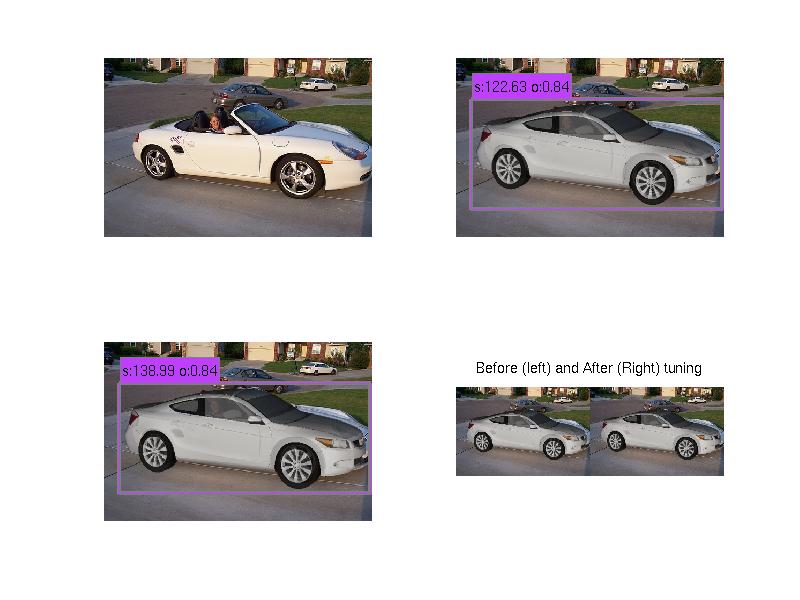 s:122.63 o:0.84
s:138.99 o:0.84
Before (left) and After (Right) tuning